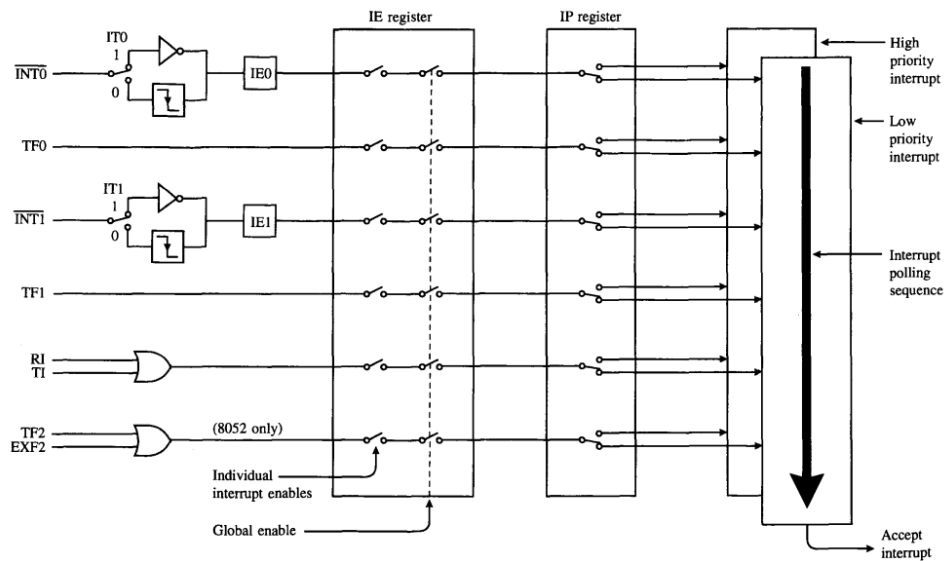 IE register
IP register
IT0
1
INT0
0
IE0
High
priority
interrupt
TF0
Low
priority
interrupt
IT1
1
INT1
0
IE1
Interrupt
polling
sequence
TF1
RI
TI
TF2
EXF2
(8052 only)
Individual
interrupt enables
Global enable
Accept
interrupt